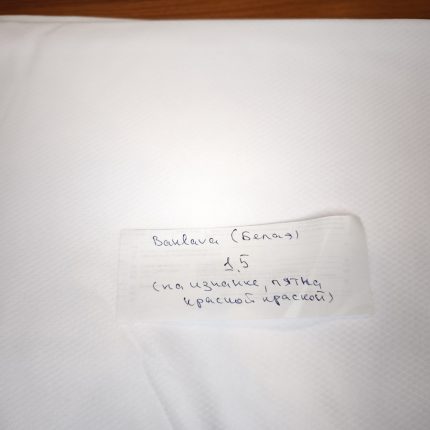 Baklava (Белая)
1,5
(на изнанке, пятна
красной краской)